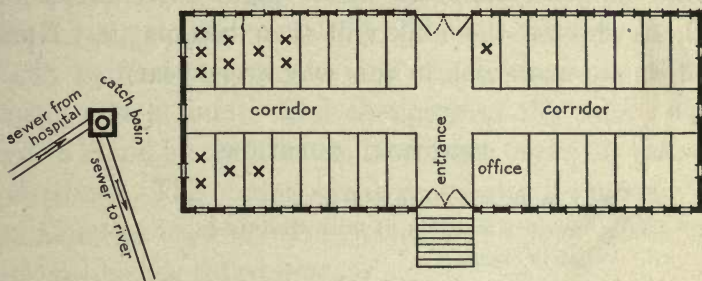 sewer from
hospital
catch basin
sewer to river
corridor
entrance
corridor
office